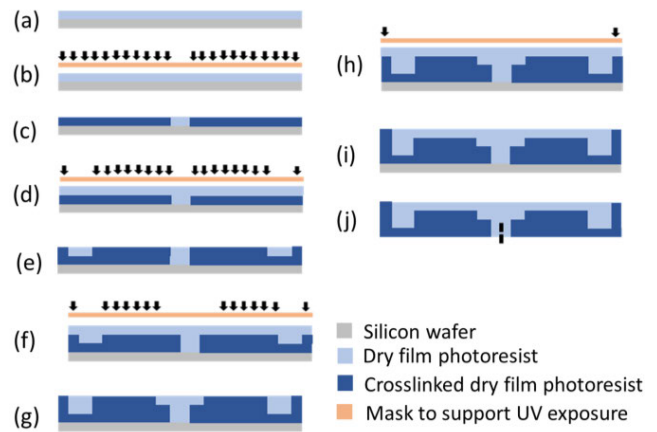 (a)
(b)
(c)
(d)
(e)
(f)
(g)
(h)
(i)
(j)
Silicon wafer
Dry film photoresist
Crosslinked dry film photoresist
Mask to support UV exposure